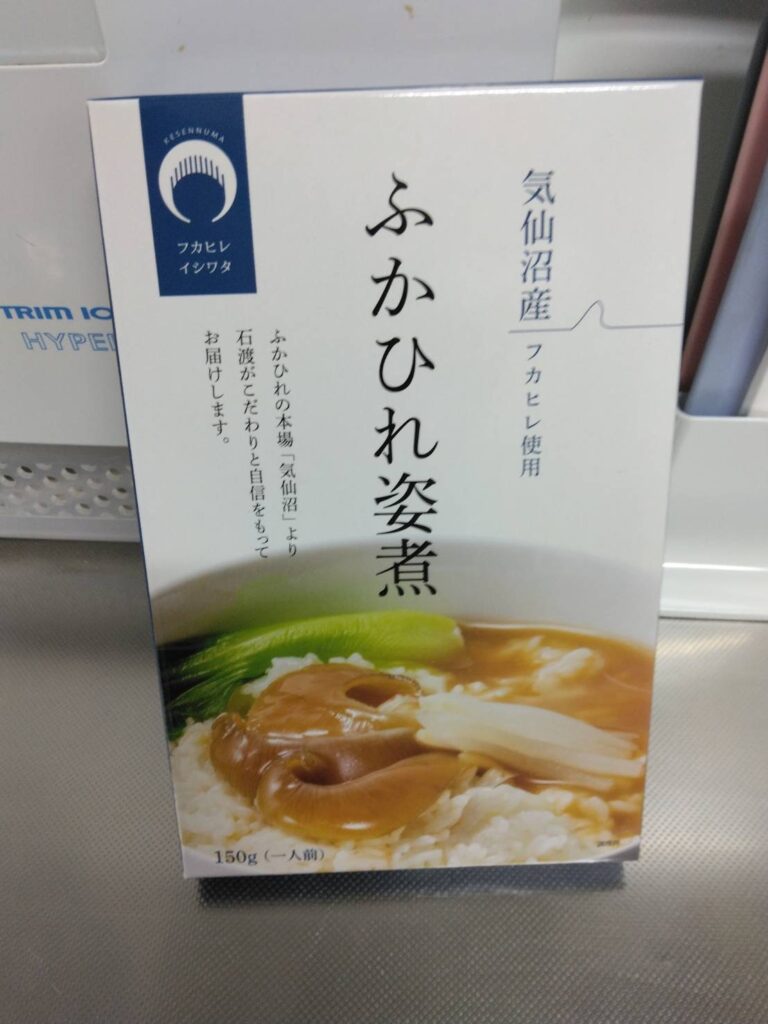 KESENNUMA
フカヒレ
イシワタ
気仙沼産
フカヒレ使用
ふかひれ姿煮
ふかひれの本場「気仙沼」より
石渡がこだわりと自信をもって
お届けします。
150g（一人前）
TRIM IO
HYPE